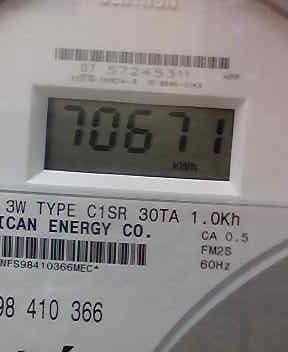 07 57245311
70671
kWh
3W TYPE C1SR 30TA 1.0Kh
ICAN ENERGY CO.
CA 0.5
FM2S
60Hz
NFS98410366MEC*
98 410 366